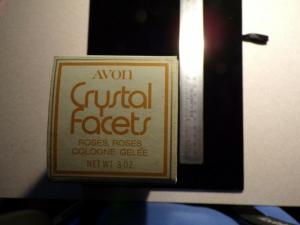 AVON
Crystal
Facets
ROSES, ROSES
COLOGNE GELÉE
NET WT. 3 OZ.